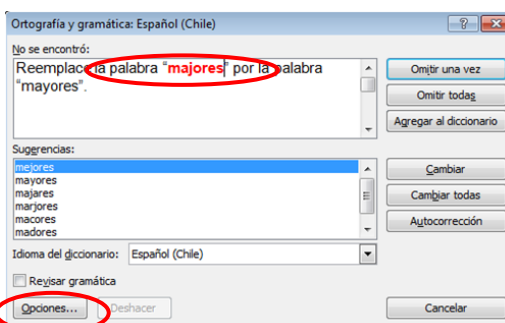 Ortografía y gramática: Español (Chile)
No se encontró:
Reemplace la palabra "majores" por la palabra
"mayores".
Omitir una vez
Omitir todas
Agregar al diccionario
Sugerencias:
mejores
mayores
majares
marjores
macores
madores
Cambiar
Cambiar todas
Autocorrección
Idioma del diccionario: Español (Chile)
Revisar gramática
Opciones... Deshacer Cancelar